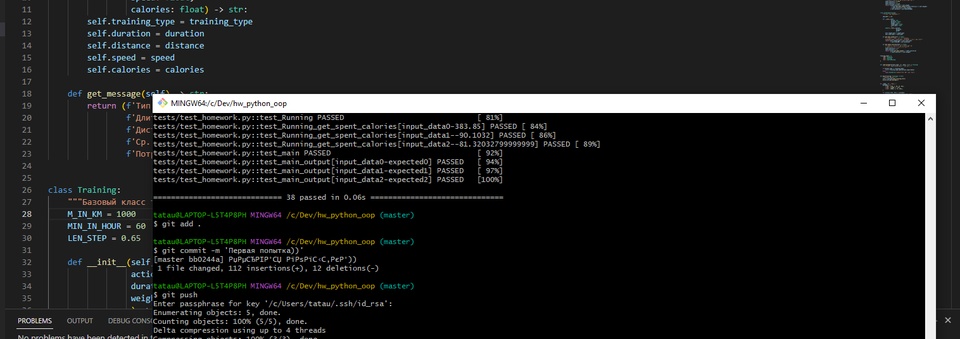 11 calories: float) -> str:
12 self.training_type = training_type
13 self.duration = duration
14 self.distance = distance
15 self.speed = speed
16 self.calories = calories
17
18 def get_message(self) -> str:
19 return (f'Тип
20 f'Дли
21 f'Дис
22 f'Ср.
23 f'Пот
24
25
26 class Training:
27 """Базовый класс
28 M_IN_KM = 1000
29 MIN_IN_HOUR = 60
30 LEN_STEP = 0.65
31
32 def __init__(self,
33 actio
34 durat
35 weigh
PROBLEMS OUTPUT DEBUG CONS
No problems have been detected in t
MINGW64:/c/Dev/hw_python_oop
tests/test_homework.py::test_Running PASSED [ 81%]
tests/test_homework.py::test_Running_get_spent_calories[input_data0-383.85] PASSED [ 84%]
tests/test_homework.py::test_Running_get_spent_calories[input_data1--90.1032] PASSED [ 86%]
tests/test_homework.py::test_Running_get_spent_calories[input_data2--81.32032799999999] PASSED [ 89%]
tests/test_homework.py::test_main PASSED [ 92%]
tests/test_homework.py::test_main_output[input_data0-expected0] PASSED [ 94%]
tests/test_homework.py::test_main_output[input_data1-expected1] PASSED [ 97%]
tests/test_homework.py::test_main_output[input_data2-expected2] PASSED [100%]
============================= 38 passed in 0.06s ==============================
tatau@LAPTOP-L5T4P8PH MINGW64 /c/Dev/hw_python_oop (master)
$ git add .
tatau@LAPTOP-L5T4P8PH MINGW64 /c/Dev/hw_python_oop (master)
$ git commit -m 'Первая попытка))'
[master bb0244a]
1 file changed, 112 insertions(+), 12 deletions(-)
tatau@LAPTOP-L5T4P8PH MINGW64 /c/Dev/hw_python_oop (master)
$ git push
Enter passphrase for key '/c/Users/tatau/.ssh/id_rsa':
Enumerating objects: 5, done.
Counting objects: 100% (5/5), done.
Delta compression using up to 4 threads
Compressing objects: 100% (3/3), done.